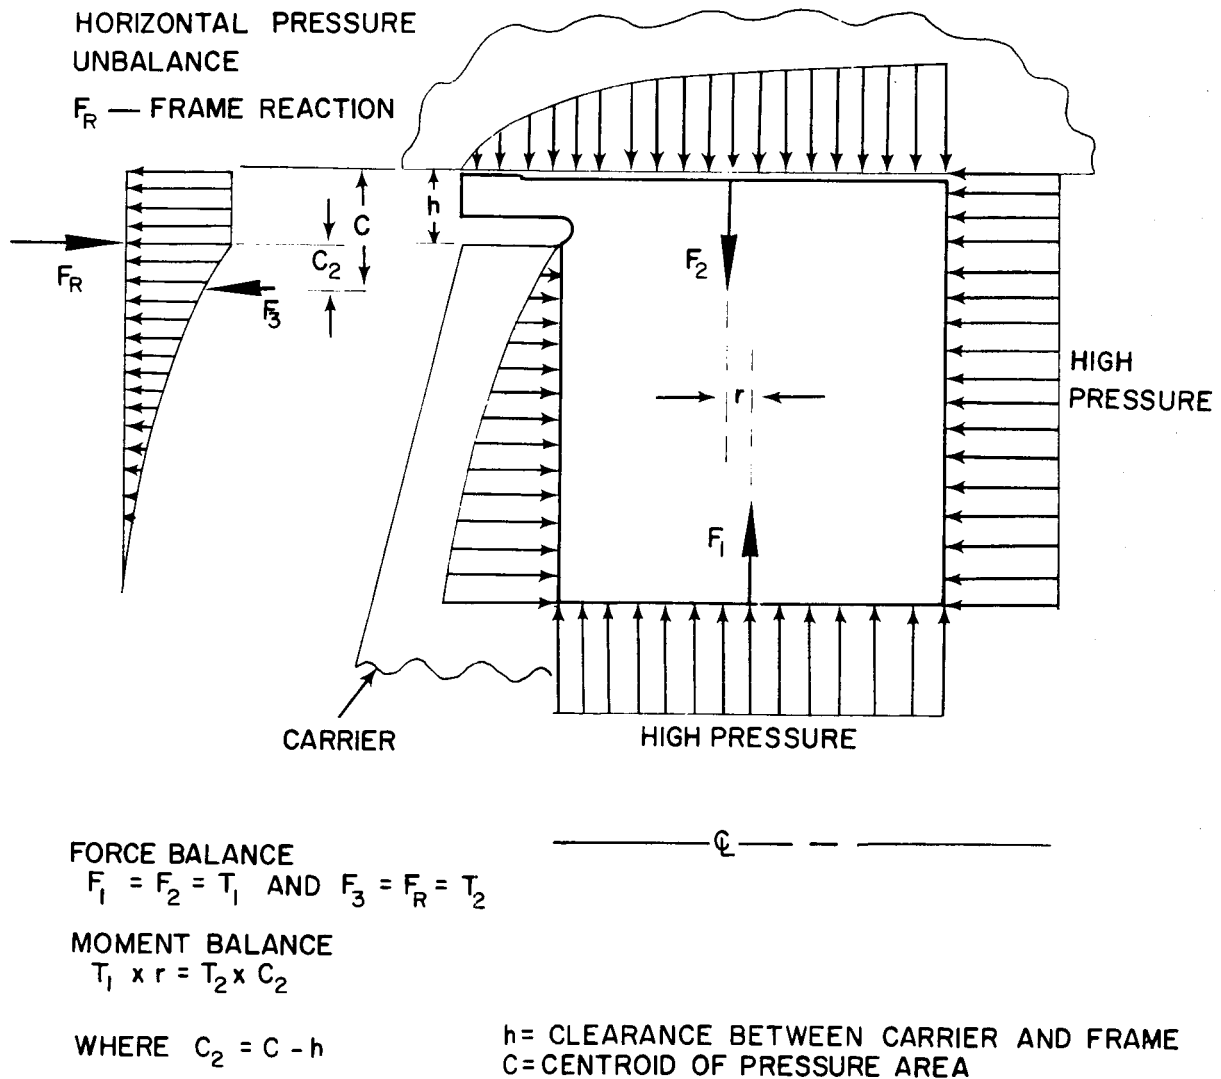 HORIZONTAL PRESSURE
UNBALANCE
F_R — FRAME REACTION
h
C
C_2
F_R
F_3
F_2
r
HIGH
PRESSURE
F_1
CARRIER
HIGH PRESSURE
℄
FORCE BALANCE
F_1 = F_2 = T_1 AND F_3 = F_R = T_2
MOMENT BALANCE
T_1 x r = T_2 x C_2
WHERE C_2 = C - h
h = CLEARANCE BETWEEN CARRIER AND FRAME
C = CENTROID OF PRESSURE AREA